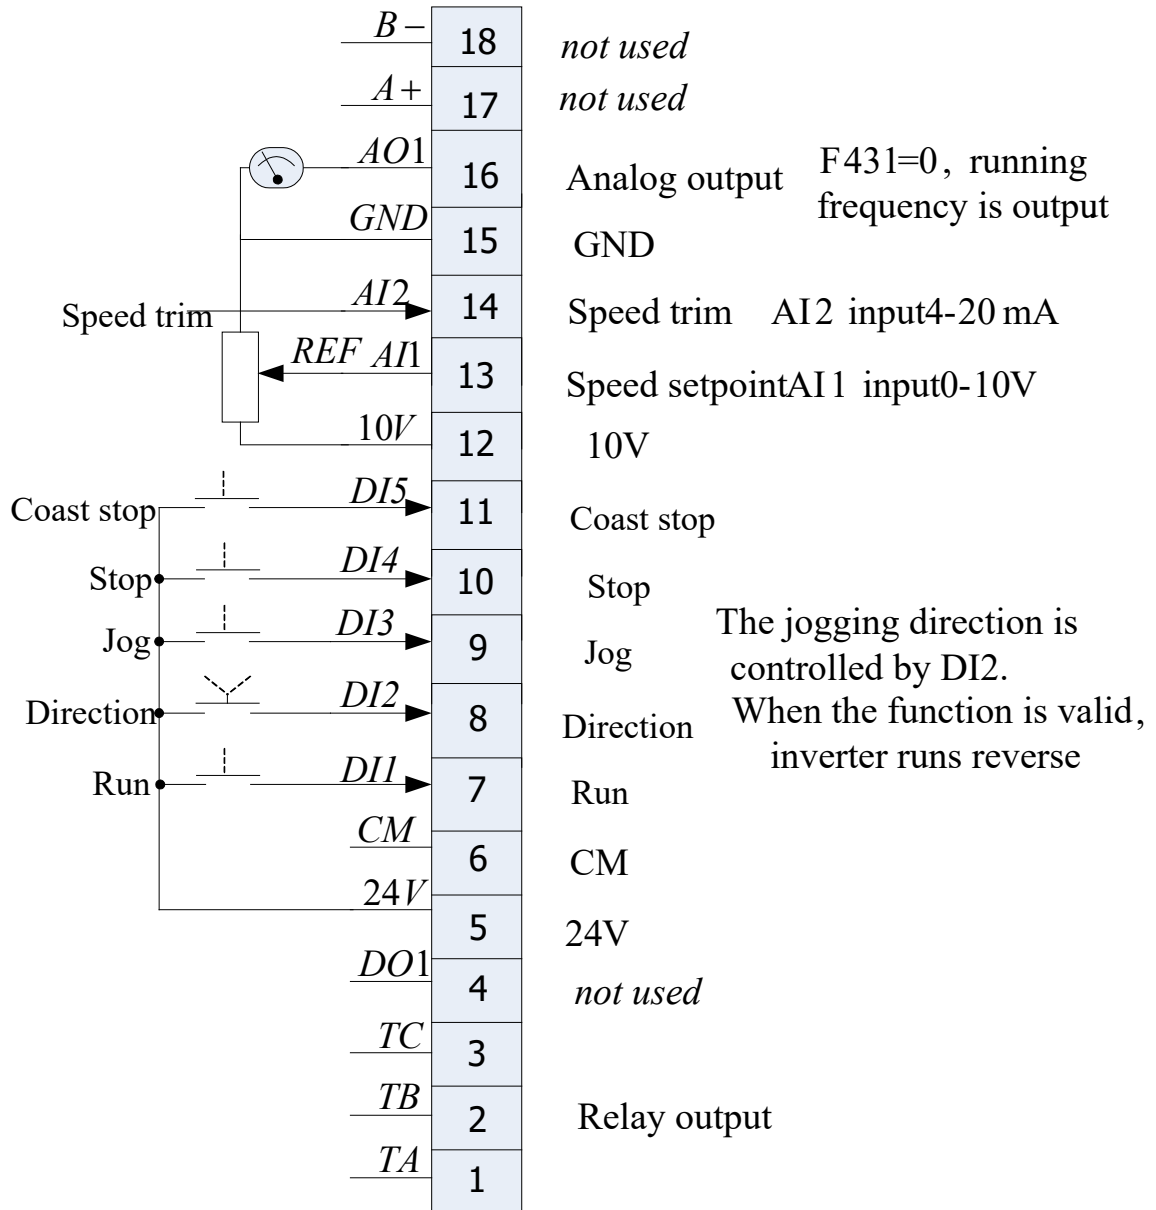 B − 18 not used
A + 17 not used
AO1 16 Analog output F431=0, running
frequency is output
GND 15 GND
Speed trim AI2 14 Speed trim AI2 input4-20 mA
REF AI1 13 Speed setpointAI1 input0-10V
10V 12 10V
Coast stop DI5 11 Coast stop
Stop DI4 10 Stop
Jog DI3 9 Jog The jogging direction is
controlled by DI2.
Direction DI2 8 Direction When the function is valid,
inverter runs reverse
Run DI1 7 Run
CM 6 CM
24V 5 24V
DO1 4 not used
TC 3
TB 2 Relay output
TA 1